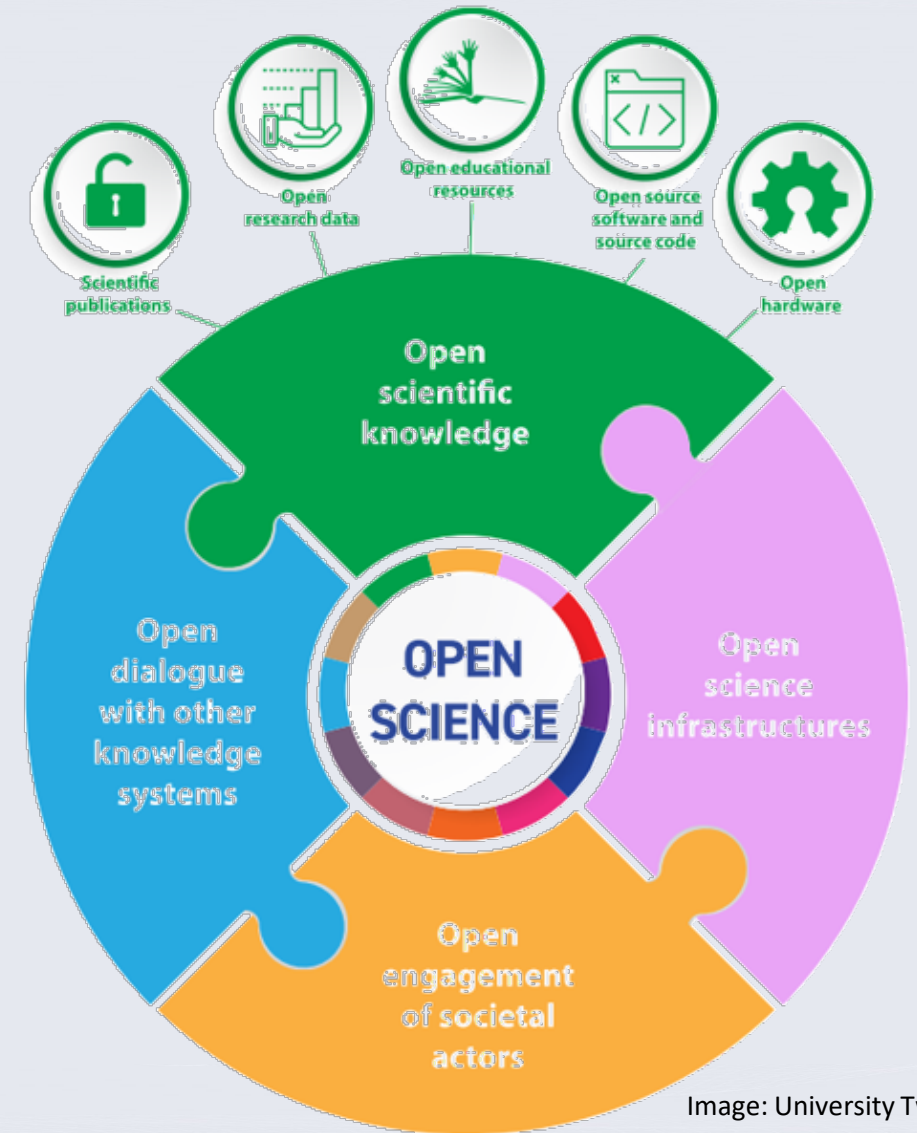 Scientific
publications
Open
research data
Open educational
resources
Open source
software and
source code
Open
hardware
Open
scientific
knowledge
Open
dialogue
with other
knowledge
systems
OPEN
SCIENCE
Open
science
infrastructures
Open
engagement
of societal
actors
Image: University